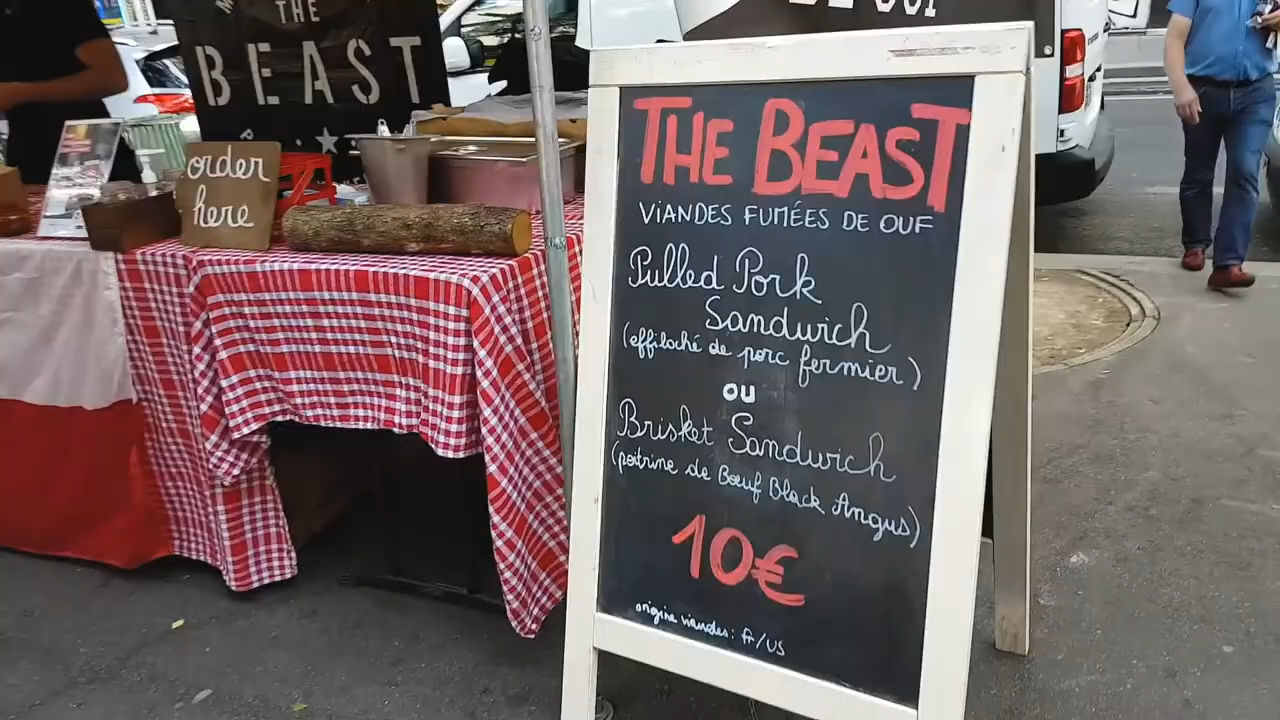 THE
BEAST
order
here
THE BEAST
VIANDES FUMÉES DE OUF
Pulled Pork
Sandwich
(effiloché de porc fermier)
ou
Brisket Sandwich
(poitrine de Bœuf Black Angus)
10€
origine viandes: fr/US